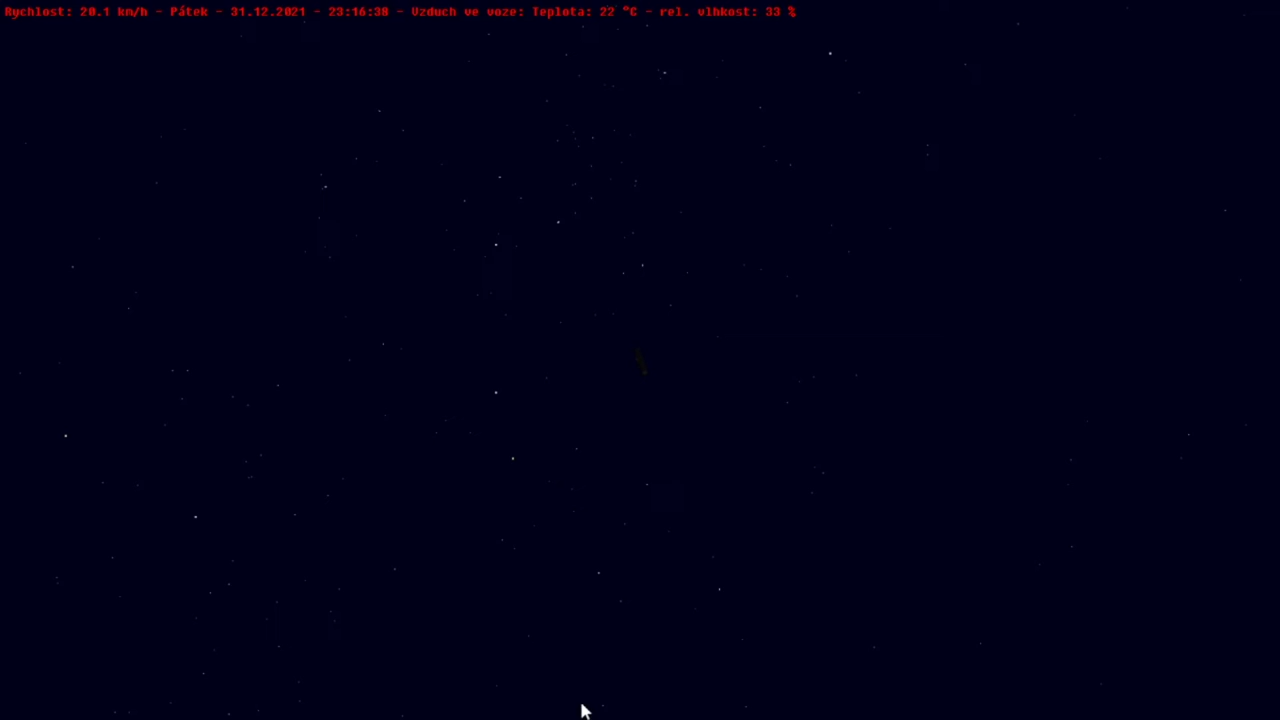 Rychlost: 20.1 km/h - Pátek - 31.12.2021 - 23:16:38 - Vzduch ve voze: Teplota: 22 °C - rel. vlhkost: 33 %